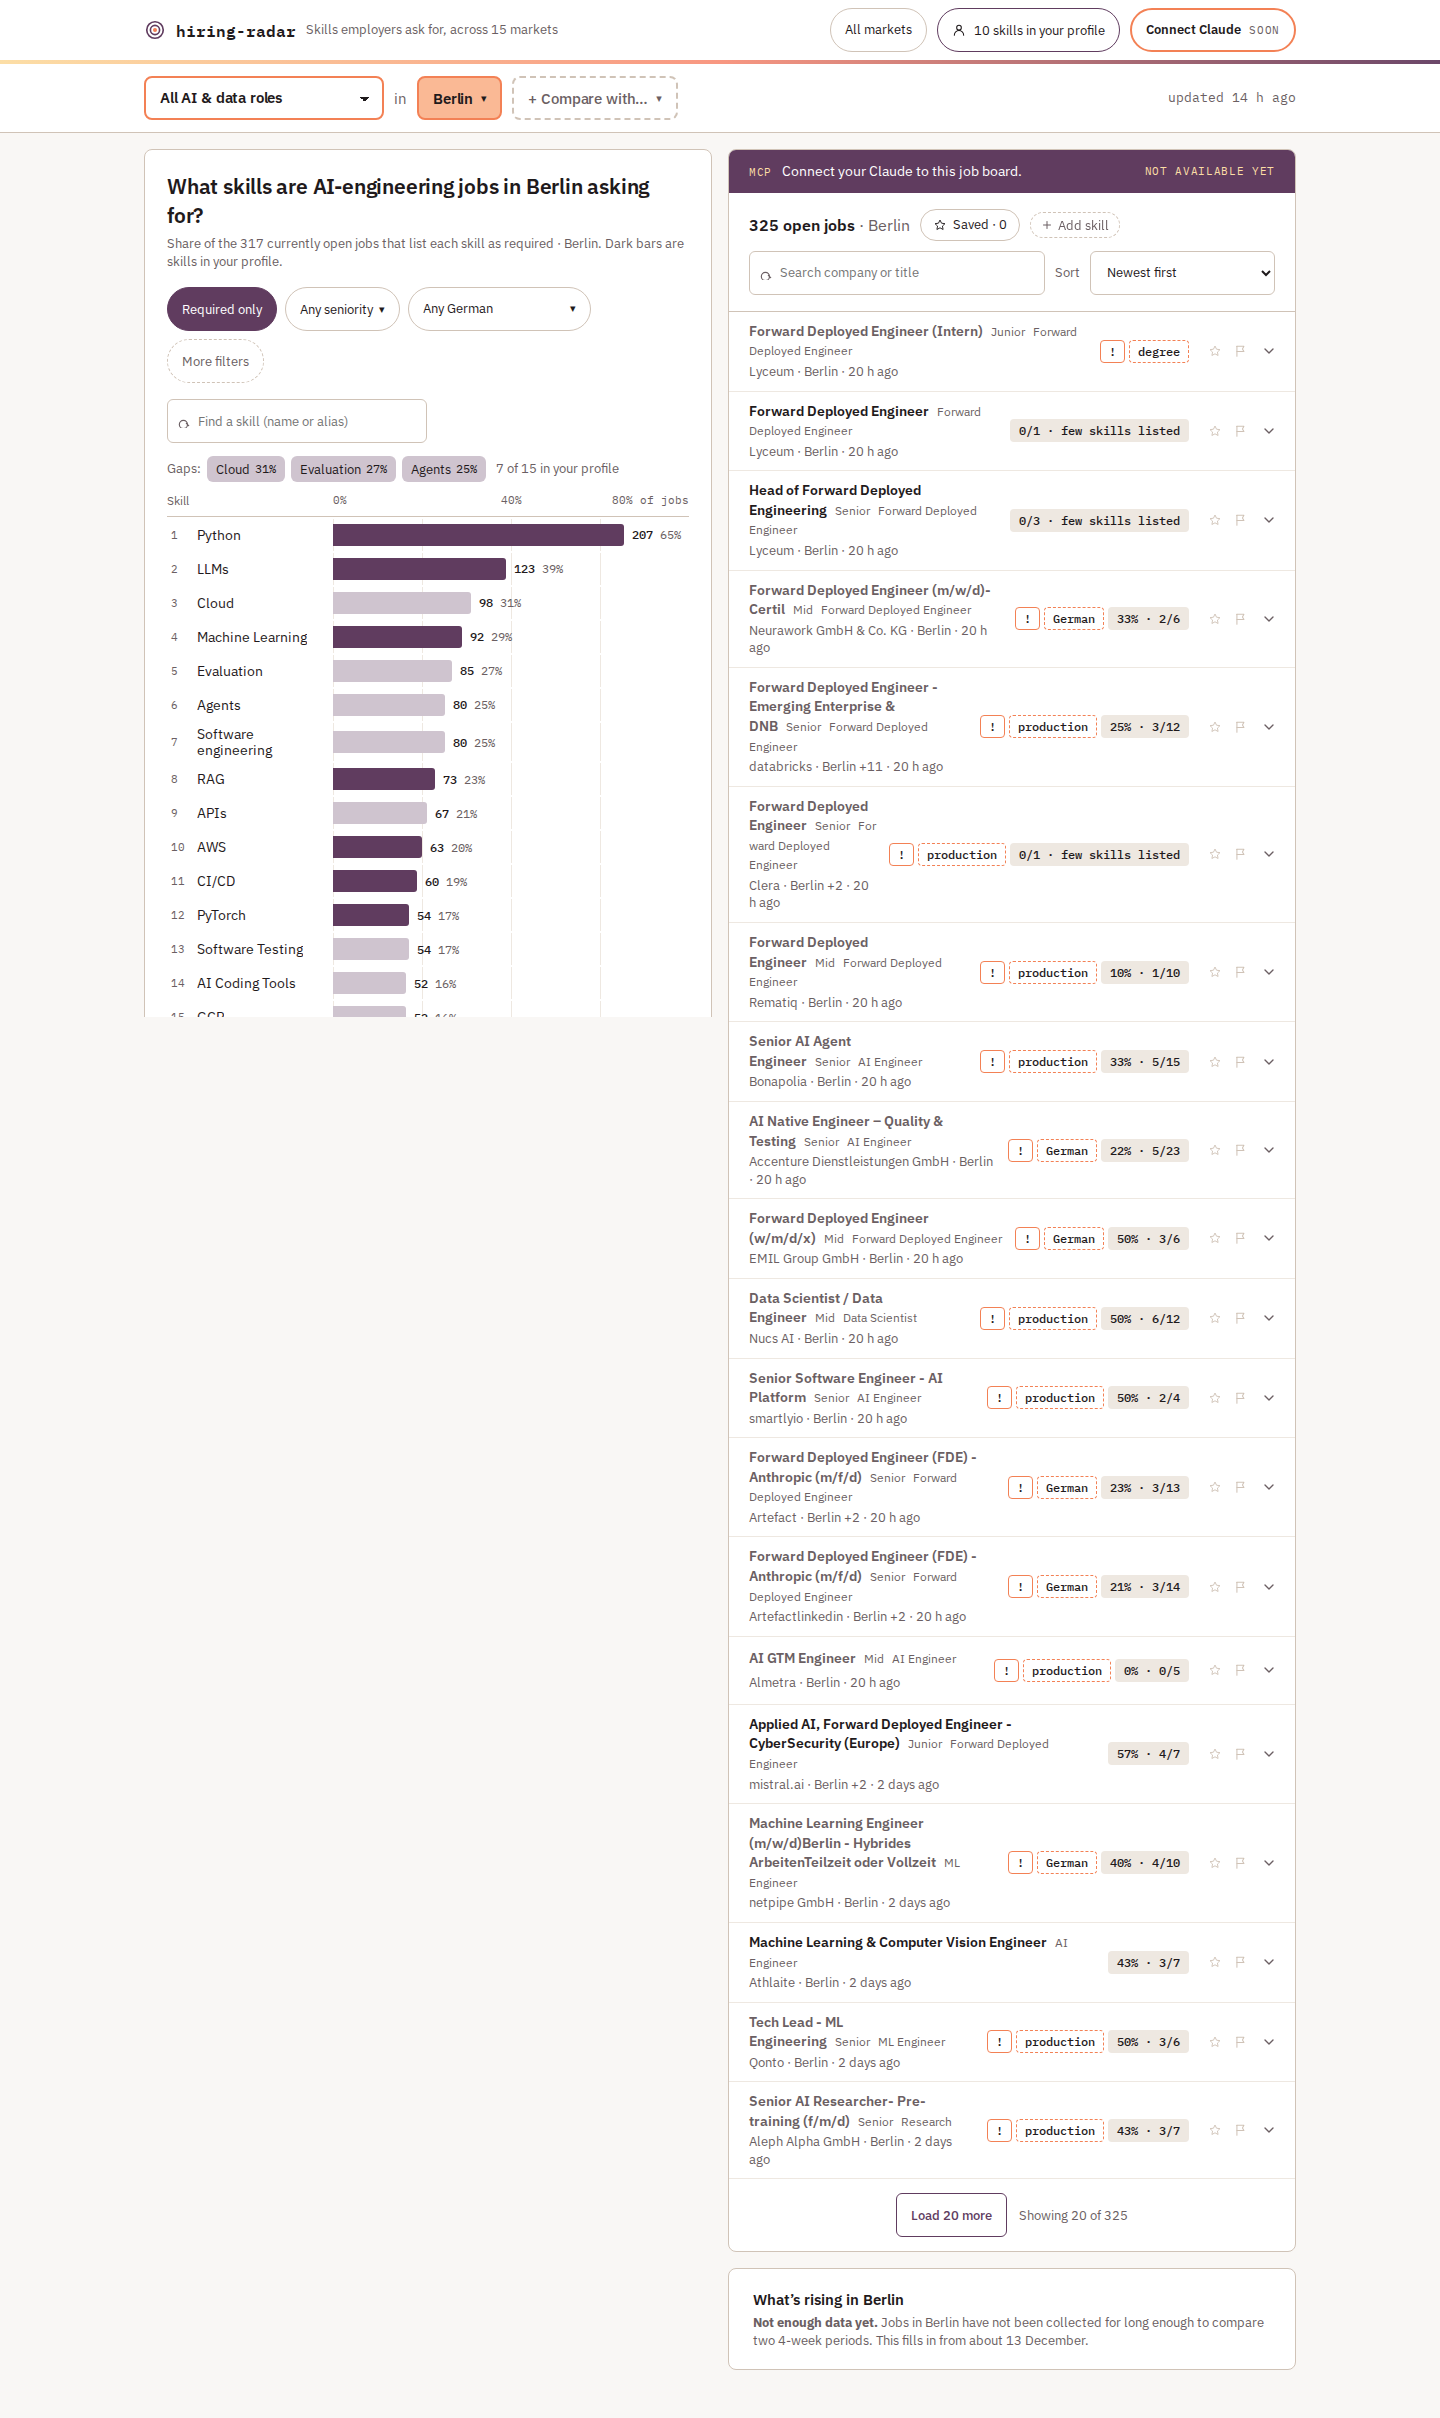 hiring-radar Skills employers ask for, across 15 markets
All markets
10 skills in your profile
Connect Claude SOON
All AI & data roles
in
Berlin ▾
+ Compare with... ▾
updated 14 h ago
What skills are AI-engineering jobs in Berlin asking
for?
Share of the 317 currently open jobs that list each skill as required · Berlin. Dark bars are
skills in your profile.
Required only
Any seniority ▾
Any German ▾
More filters
Find a skill (name or alias)
Gaps: Cloud 31% Evaluation 27% Agents 25% 7 of 15 in your profile
Skill 0% 40% 80% of jobs
1 Python 207 65%
2 LLMs 123 39%
3 Cloud 98 31%
4 Machine Learning 92 29%
5 Evaluation 85 27%
6 Agents 80 25%
7 Software
engineering 80 25%
8 RAG 73 23%
9 APIs 67 21%
10 AWS 63 20%
11 CI/CD 60 19%
12 PyTorch 54 17%
13 Software Testing 54 17%
14 AI Coding Tools 52 16%
15 GCP 52 16%
MCP Connect your Claude to this job board. NOT AVAILABLE YET
325 open jobs · Berlin
Saved · 0
+ Add skill
Search company or title
Sort
Newest first
Forward Deployed Engineer (Intern) Junior Forward
Deployed Engineer
Lyceum · Berlin · 20 h ago
! degree
Forward Deployed Engineer Forward
Deployed Engineer
Lyceum · Berlin · 20 h ago
0/1 · few skills listed
Head of Forward Deployed
Engineering Senior Forward Deployed
Engineer
Lyceum · Berlin · 20 h ago
0/3 · few skills listed
Forward Deployed Engineer (m/w/d)-
Certil Mid Forward Deployed Engineer
Neurawork GmbH & Co. KG · Berlin · 20 h
ago
! German 33% · 2/6
Forward Deployed Engineer -
Emerging Enterprise &
DNB Senior Forward Deployed
Engineer
databricks · Berlin +11 · 20 h ago
! production 25% · 3/12
Forward Deployed
Engineer Senior For
ward Deployed
Engineer
Clera · Berlin +2 · 20
h ago
! production 0/1 · few skills listed
Forward Deployed
Engineer Mid Forward Deployed
Engineer
Rematiq · Berlin · 20 h ago
! production 10% · 1/10
Senior AI Agent
Engineer Senior AI Engineer
Bonapolia · Berlin · 20 h ago
! production 33% · 5/15
AI Native Engineer – Quality &
Testing Senior AI Engineer
Accenture Dienstleistungen GmbH · Berlin
· 20 h ago
! German 22% · 5/23
Forward Deployed Engineer
(w/m/d/x) Mid Forward Deployed Engineer
EMIL Group GmbH · Berlin · 20 h ago
! German 50% · 3/6
Data Scientist / Data
Engineer Mid Data Scientist
Nucs AI · Berlin · 20 h ago
! production 50% · 6/12
Senior Software Engineer - AI
Platform Senior AI Engineer
smartlyio · Berlin · 20 h ago
! production 50% · 2/4
Forward Deployed Engineer (FDE) -
Anthropic (m/f/d) Senior Forward
Deployed Engineer
Artefact · Berlin +2 · 20 h ago
! German 23% · 3/13
Forward Deployed Engineer (FDE) -
Anthropic (m/f/d) Senior Forward
Deployed Engineer
Artefactlinkedin · Berlin +2 · 20 h ago
! German 21% · 3/14
AI GTM Engineer Mid AI Engineer
Almetra · Berlin · 20 h ago
! production 0% · 0/5
Applied AI, Forward Deployed Engineer -
CyberSecurity (Europe) Junior Forward Deployed
Engineer
mistral.ai · Berlin +2 · 2 days ago
57% · 4/7
Machine Learning Engineer
(m/w/d)Berlin - Hybrides
ArbeitenTeilzeit oder Vollzeit ML
Engineer
netpipe GmbH · Berlin · 2 days ago
! German 40% · 4/10
Machine Learning & Computer Vision Engineer AI
Engineer
Athlaite · Berlin · 2 days ago
43% · 3/7
Tech Lead - ML
Engineering Senior ML Engineer
Qonto · Berlin · 2 days ago
! production 50% · 3/6
Senior AI Researcher- Pre-
training (f/m/d) Senior Research
Aleph Alpha GmbH · Berlin · 2 days
ago
! production 43% · 3/7
Load 20 more
Showing 20 of 325
What’s rising in Berlin
Not enough data yet. Jobs in Berlin have not been collected for long enough to compare
two 4-week periods. This fills in from about 13 December.